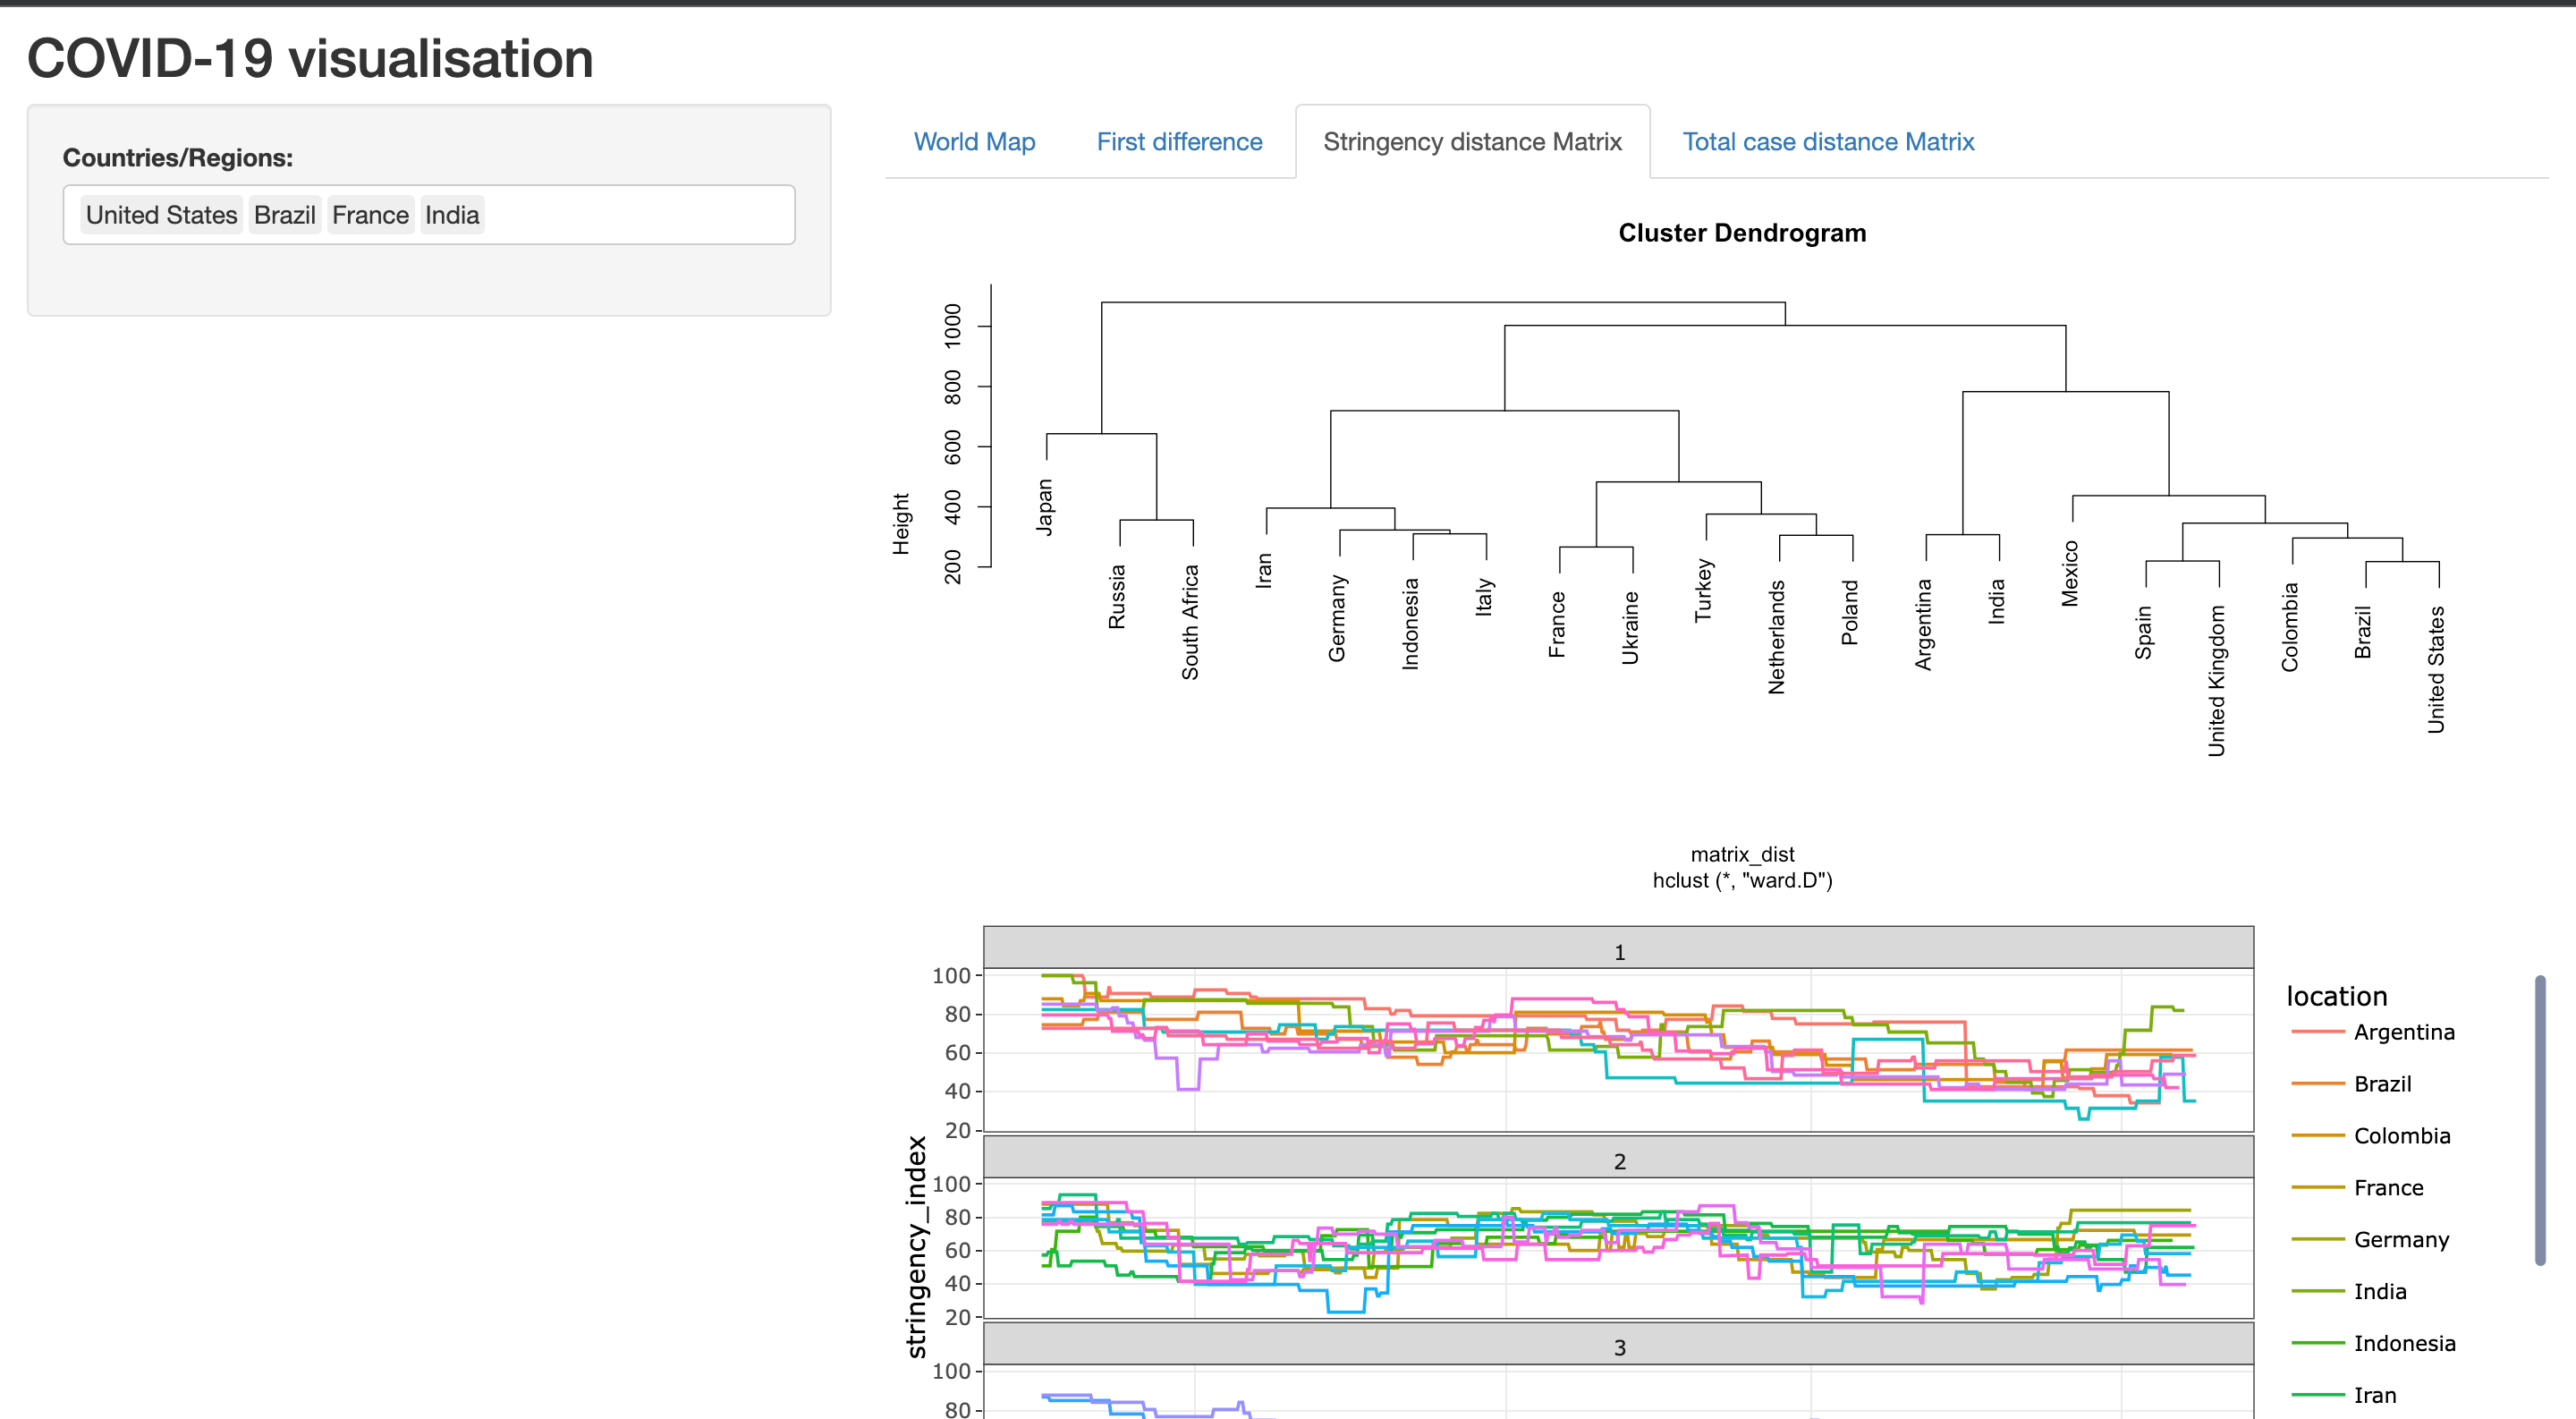 COVID-19 visualisation
Countries/Regions:
United States Brazil France India
World Map First difference Stringency distance Matrix Total case distance Matrix
Cluster Dendrogram
Height
1000
800
600
400
200
Japan
Russia
South Africa
Iran
Germany
Indonesia
Italy
France
Ukraine
Turkey
Netherlands
Poland
Argentina
India
Mexico
Spain
United Kingdom
Colombia
Brazil
United States
matrix_dist
hclust (*, "ward.D")
stringency_index
1
100
80
60
40
20
2
100
80
60
40
20
3
100
80
location
Argentina
Brazil
Colombia
France
Germany
India
Indonesia
Iran